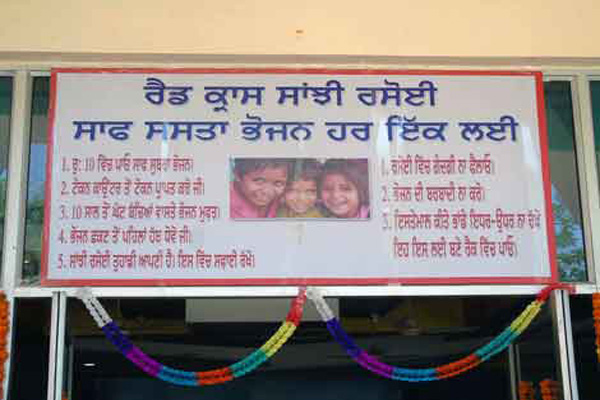 ਰੈਡ ਕ੍ਰਾਸ ਸਾਂਝੀ ਰਸੋਈ
ਸਾਫ ਸਸਤਾ ਭੋਜਨ ਹਰ ਇੱਕ ਲਈ
1. ਰੁ: 10 ਵਿਚ ਪਾਓ ਸਾਫ ਸੁਥਰਾ ਭੋਜਨ।
2. ਟੋਕਨ ਕਾਊਂਟਰ ਤੋਂ ਟੋਕਨ ਪ੍ਰਾਪਤ ਕਰੋ ਜੀ।
3. 10 ਸਾਲ ਤੋਂ ਘੱਟ ਬੱਚਿਆਂ ਵਾਸਤੇ ਭੋਜਨ ਮੁਫਤ।
4. ਭੋਜਨ ਛਕਣ ਤੋਂ ਪਹਿਲਾਂ ਹੱਥ ਧੋਵੋ ਜੀ।
5. ਸਾਂਝੀ ਰਸੋਈ ਤੁਹਾਡੀ ਆਪਣੀ ਹੈ। ਇਸ ਵਿੱਚ ਸਫਾਈ ਰੱਖੋ।
1. ਰਸੋਈ ਵਿੱਚ ਗੰਦਗੀ ਨਾ ਫੈਲਾਓ।
2. ਭੋਜਨ ਦੀ ਬਰਬਾਦੀ ਨਾ ਕਰੋ।
3. ਇਸਤੇਮਾਲ ਕੀਤੇ ਭਾਂਡੇ ਇਧਰ-ਉਧਰ ਨਾ ਰੱਖੋ
ਇਹ ਇਸ ਲਈ ਬਣੇ ਰੈਕ ਵਿੱਚ ਪਾਓ।